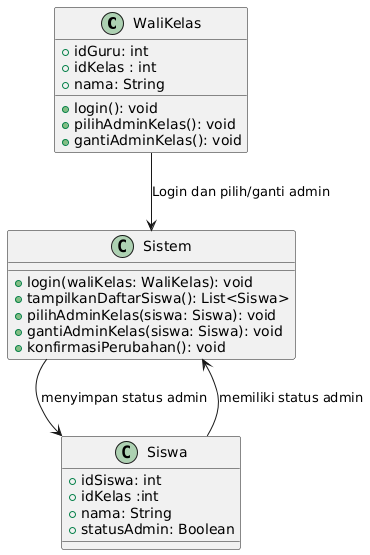 C WaliKelas
idGuru: int
idKelas : int
nama: String
login(): void
pilihAdminKelas(): void
gantiAdminKelas(): void
Login dan pilih/ganti admin
C Sistem
login(waliKelas: WaliKelas): void
tampilkanDaftarSiswa(): List<Siswa>
pilihAdminKelas(siswa: Siswa): void
gantiAdminKelas(siswa: Siswa): void
konfirmasiPerubahan(): void
menyimpan status admin
memiliki status admin
C Siswa
idSiswa: int
idKelas :int
nama: String
statusAdmin: Boolean